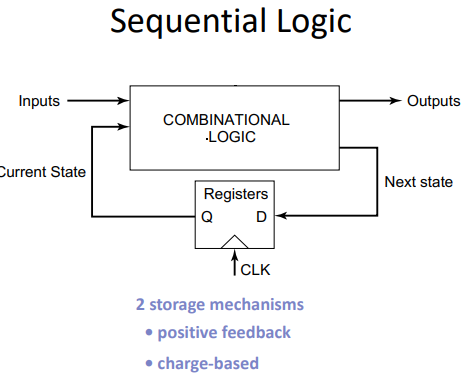 Sequential Logic
Inputs
COMBINATIONAL
.LOGIC
Outputs
Current State
Next state
Registers
Q D
CLK
2 storage mechanisms
• positive feedback
• charge-based